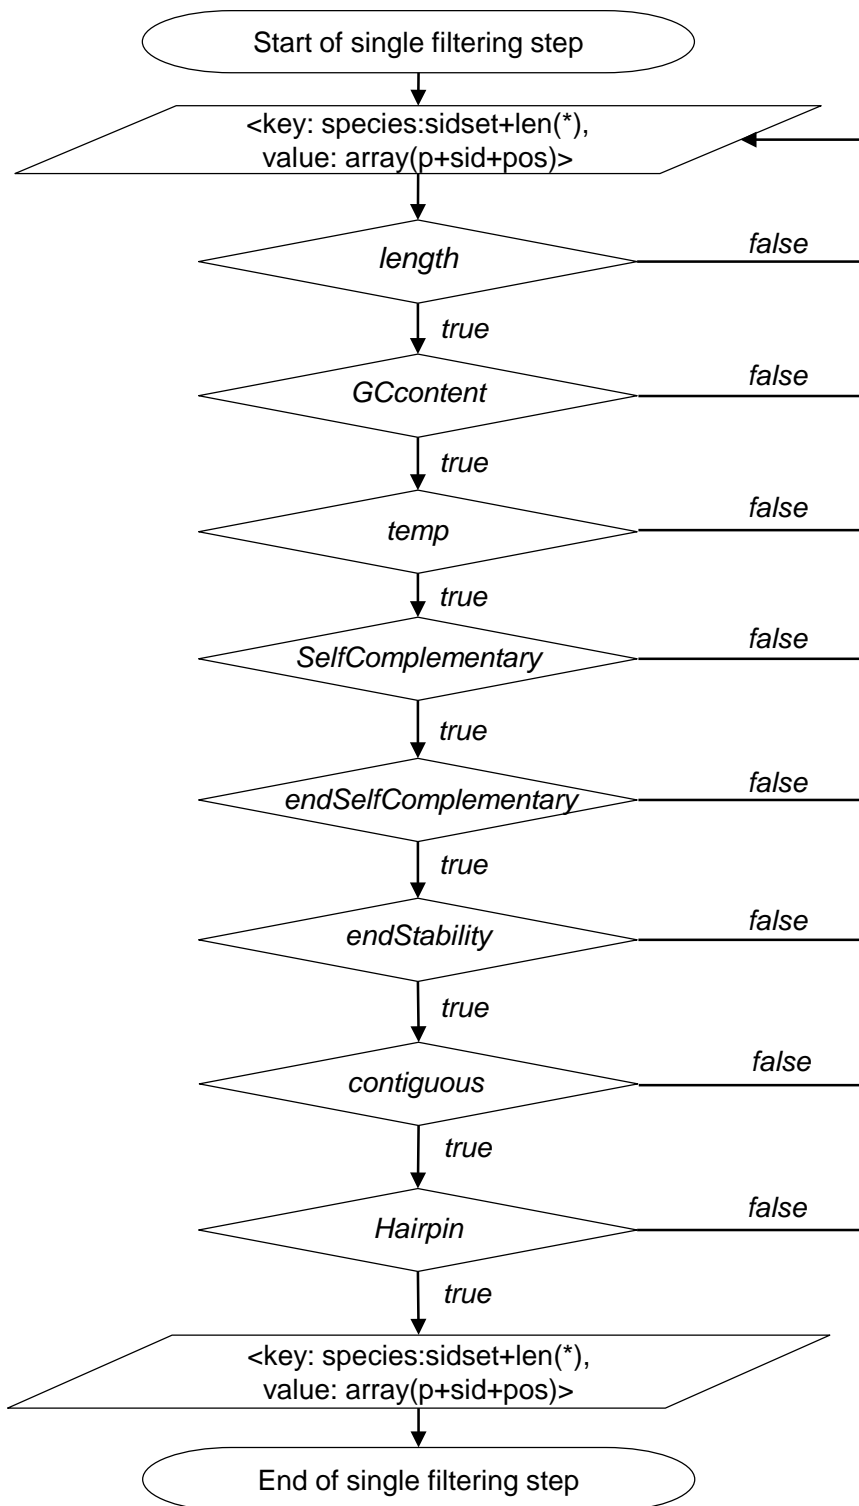 Start of single filtering step
<key: species:sidset+len(*),
value: array(p+sid+pos)>
length
false
true
GCcontent
false
true
temp
false
true
SelfComplementary
false
true
endSelfComplementary
false
true
endStability
false
true
contiguous
false
true
Hairpin
false
true
<key: species:sidset+len(*),
value: array(p+sid+pos)>
End of single filtering step